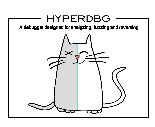 HYPERDBG
A debugger designed for analyzing, fuzzing and reversing